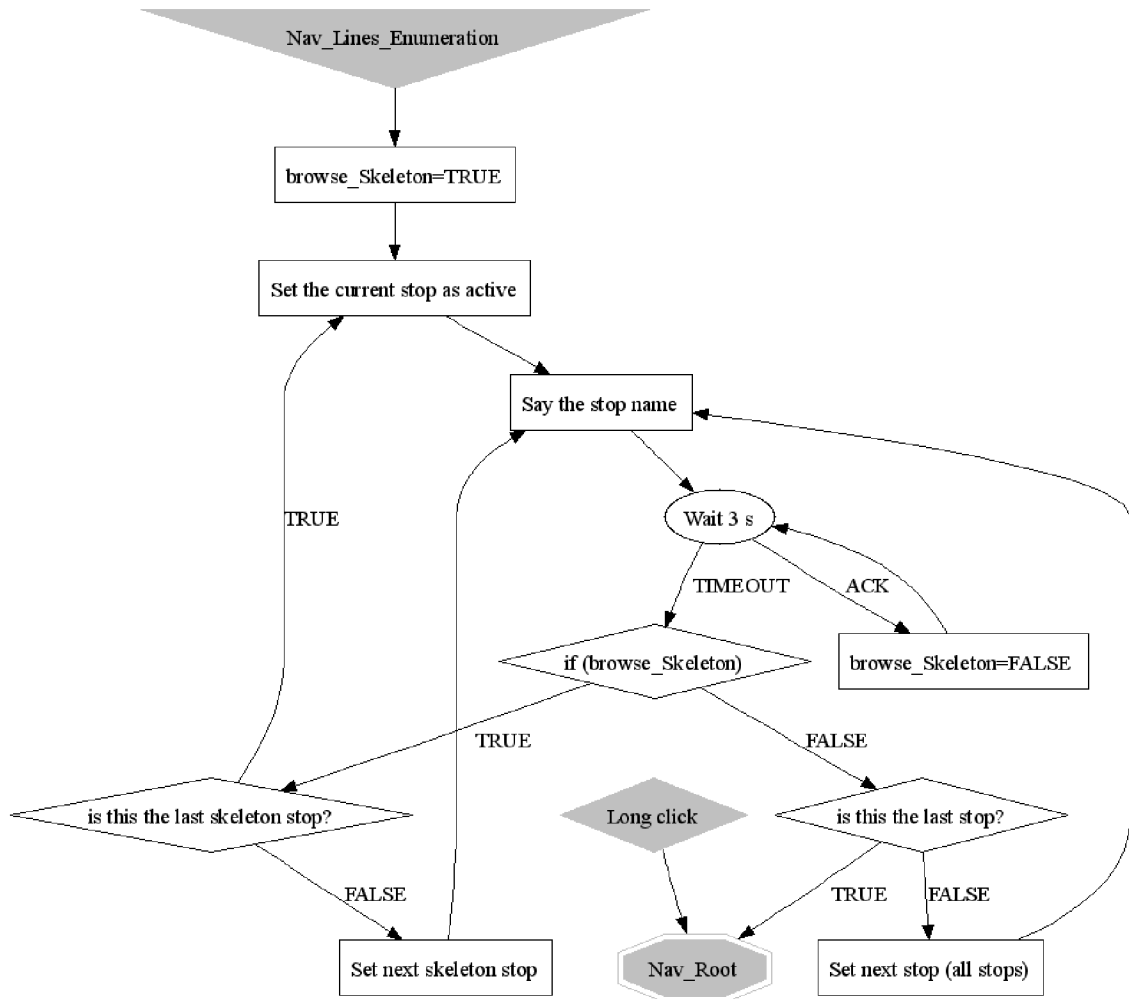 Nav_Lines_Enumeration
browse_Skeleton=TRUE
Set the current stop as active
Say the stop name
TRUE
Wait 3 s
TIMEOUT
ACK
if (browse_Skeleton)
browse_Skeleton=FALSE
TRUE
FALSE
is this the last skeleton stop?
Long click
is this the last stop?
FALSE
TRUE
FALSE
Set next skeleton stop
Nav_Root
Set next stop (all stops)